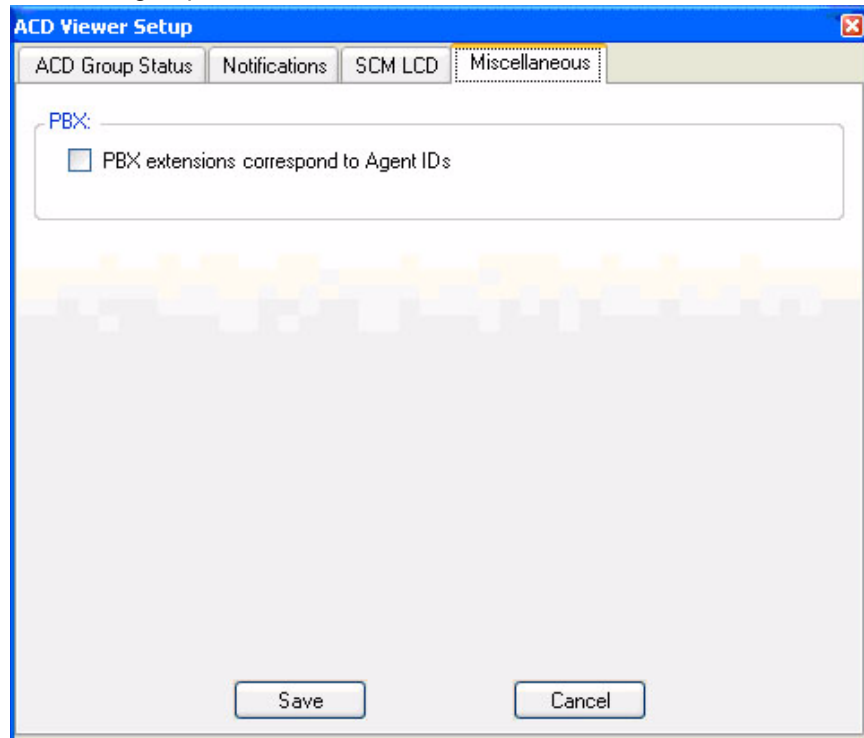 ACD Viewer Setup
ACD Group Status Notifications SCM LCD Miscellaneous
PBX:
PBX extensions correspond to Agent IDs
Save Cancel